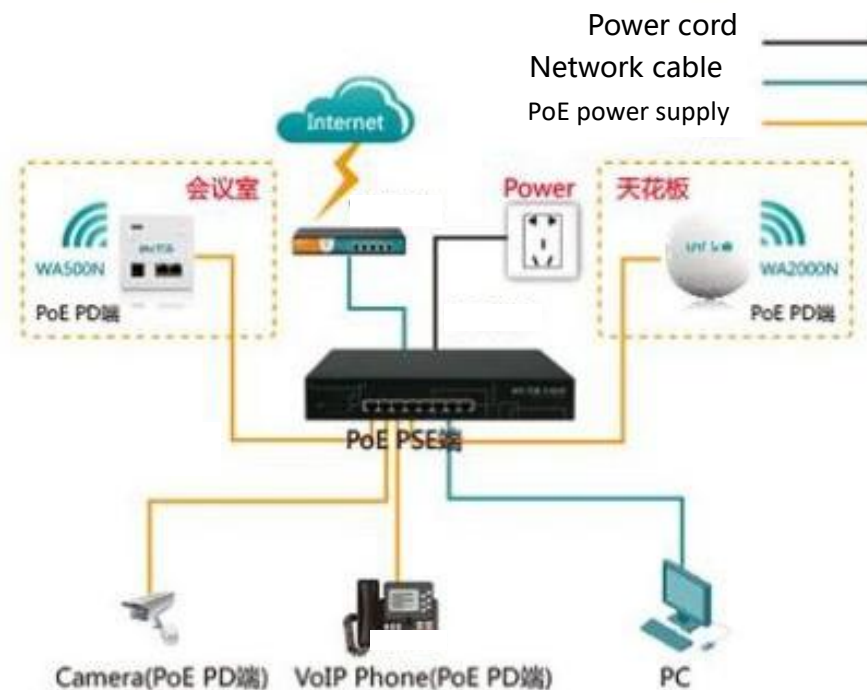 Power cord
Network cable
PoE power supply
Internet
会议室
Power
天花板
WA500N
WA2000N
PoE PD端
PoE PD端
PoE PSE端
Camera(PoE PD端)
VoIP Phone(PoE PD端)
PC